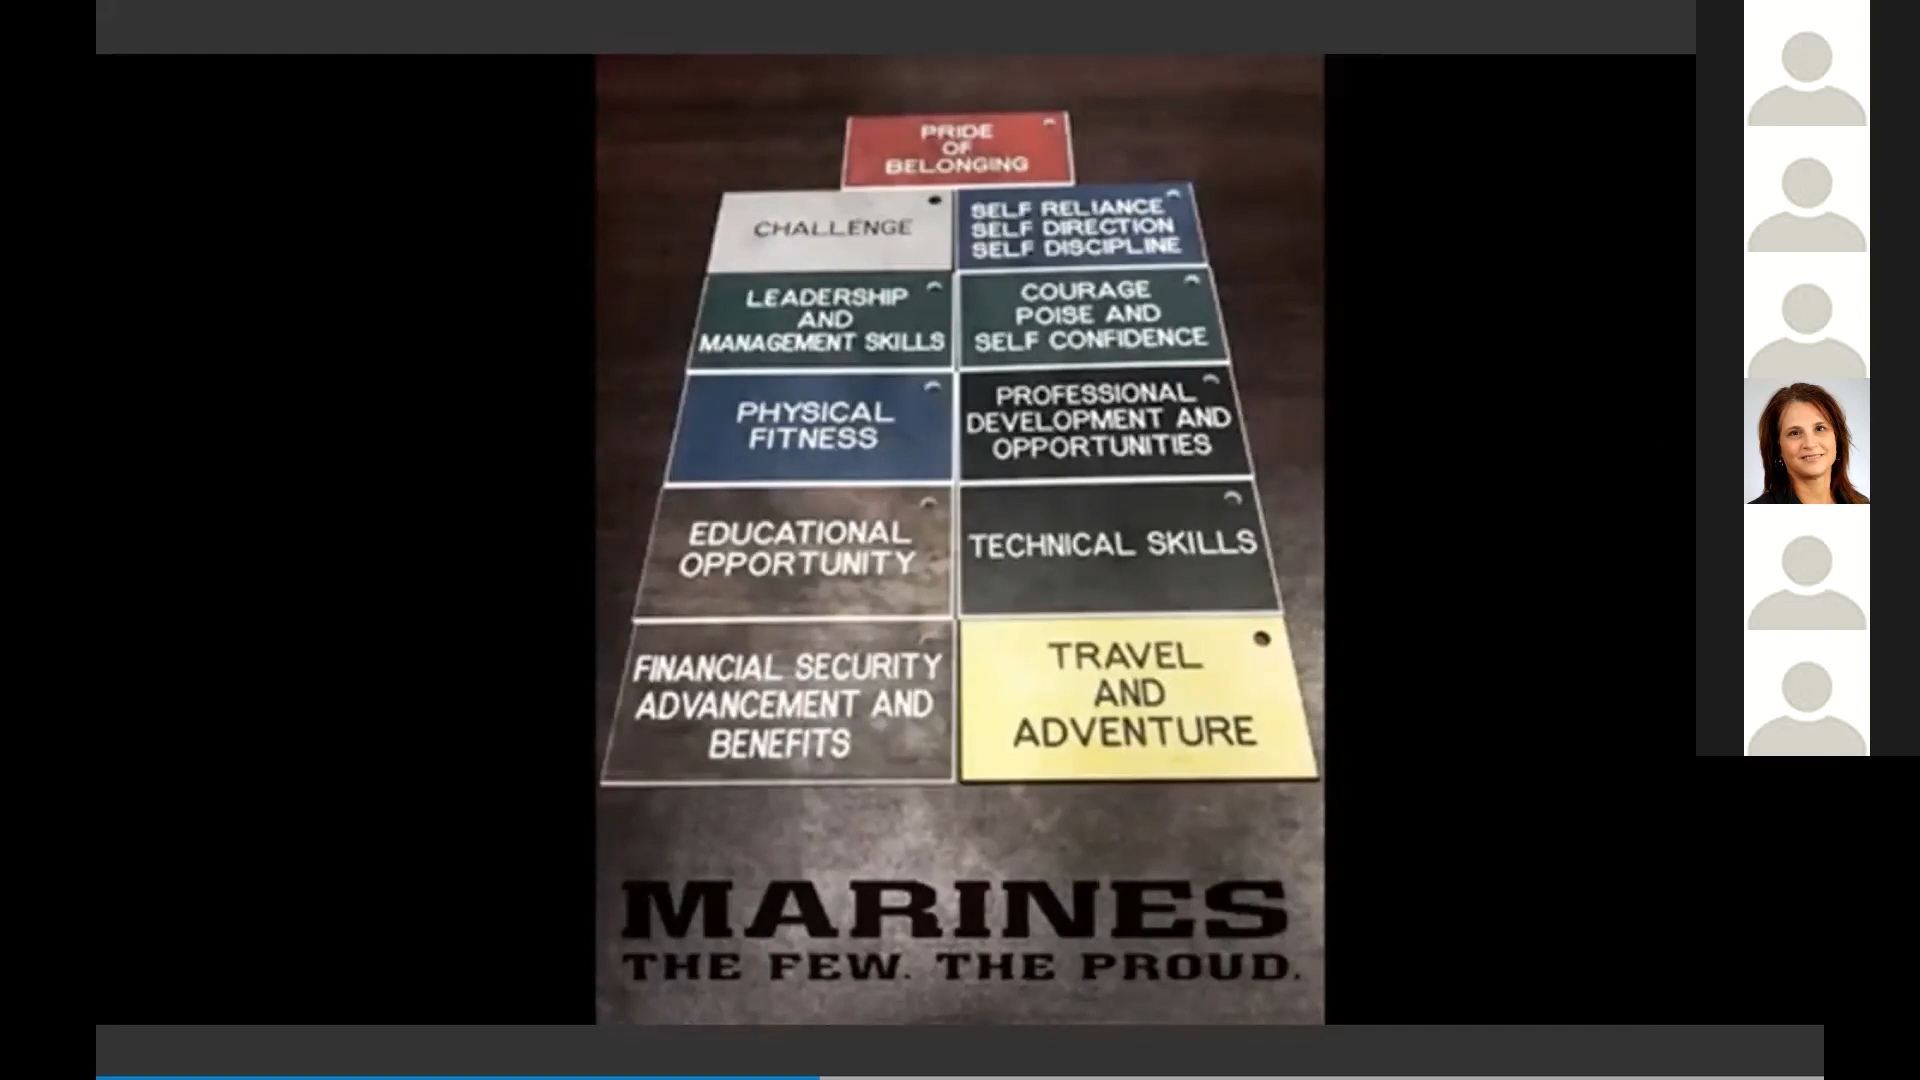 PRIDE
OF
BELONGING
CHALLENGE
SELF RELIANCE
SELF DIRECTION
SELF DISCIPLINE
LEADERSHIP
AND
MANAGEMENT SKILLS
COURAGE
POISE AND
SELF CONFIDENCE
PHYSICAL
FITNESS
PROFESSIONAL
DEVELOPMENT AND
OPPORTUNITIES
EDUCATIONAL
OPPORTUNITY
TECHNICAL SKILLS
FINANCIAL SECURITY
ADVANCEMENT AND
BENEFITS
TRAVEL
AND
ADVENTURE
MARINES
THE FEW. THE PROUD.